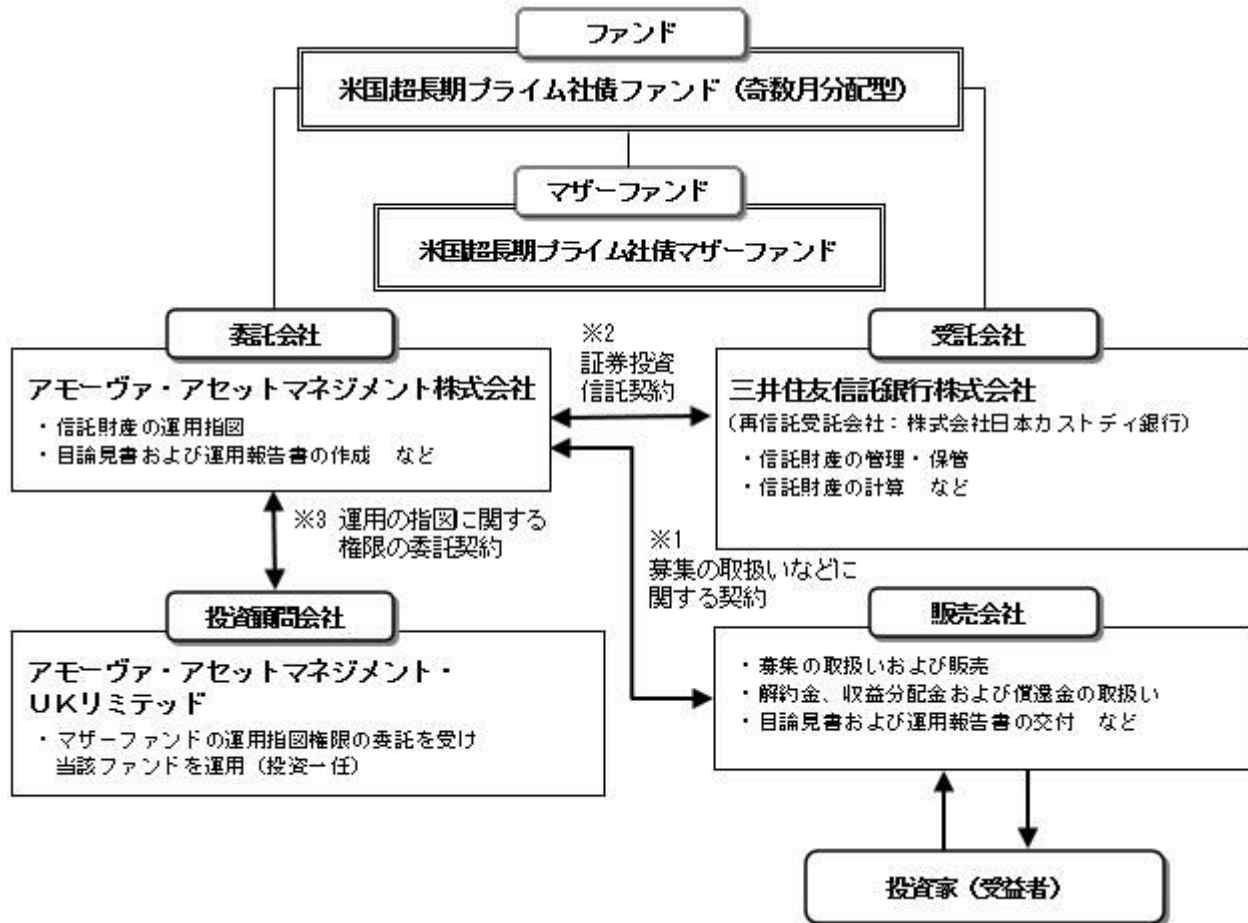 ファンド
米国超長期プライム社債ファンド（奇数月分配型）
マザーファンド
米国超長期プライム社債マザーファンド
委託会社
アモーヴァ・アセットマネジメント株式会社
・信託財産の運用指図
・目論見書および運用報告書の作成　など
※2
証券投資
信託契約
受託会社
三井住友信託銀行株式会社
（再信託受託会社：株式会社日本カストディ銀行）
・信託財産の管理・保管
・信託財産の計算　など
※3 運用の指図に関する
権限の委託契約
※1
募集の取扱いなどに
関する契約
投資顧問会社
アモーヴァ・アセットマネジメント・
ＵＫリミテッド
・マザーファンドの運用指図権限の委託を受け
当該ファンドを運用（投資一任）
販売会社
・募集の取扱いおよび販売
・解約金、収益分配金および償還金の取扱い
・目論見書および運用報告書の交付　など
投資家（受益者）